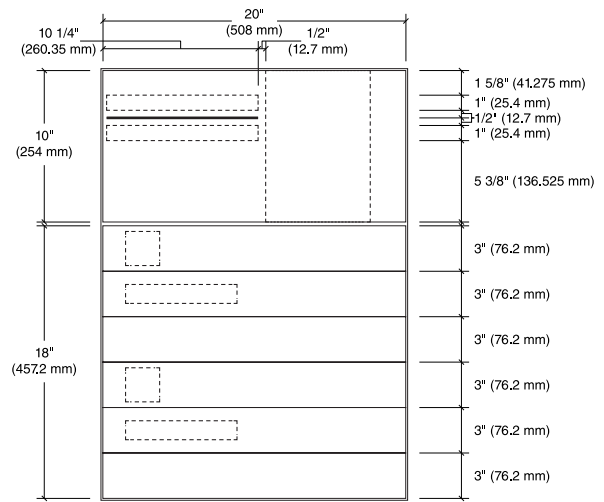 20"
(508 mm)
10 1/4"
(260.35 mm)
1/2"
(12.7 mm)
10"
(254 mm)
1 5/8" (41.275 mm)
1" (25.4 mm)
1/2" (12.7 mm)
1" (25.4 mm)
5 3/8" (136.525 mm)
18"
(457.2 mm)
3" (76.2 mm)
3" (76.2 mm)
3" (76.2 mm)
3" (76.2 mm)
3" (76.2 mm)
3" (76.2 mm)